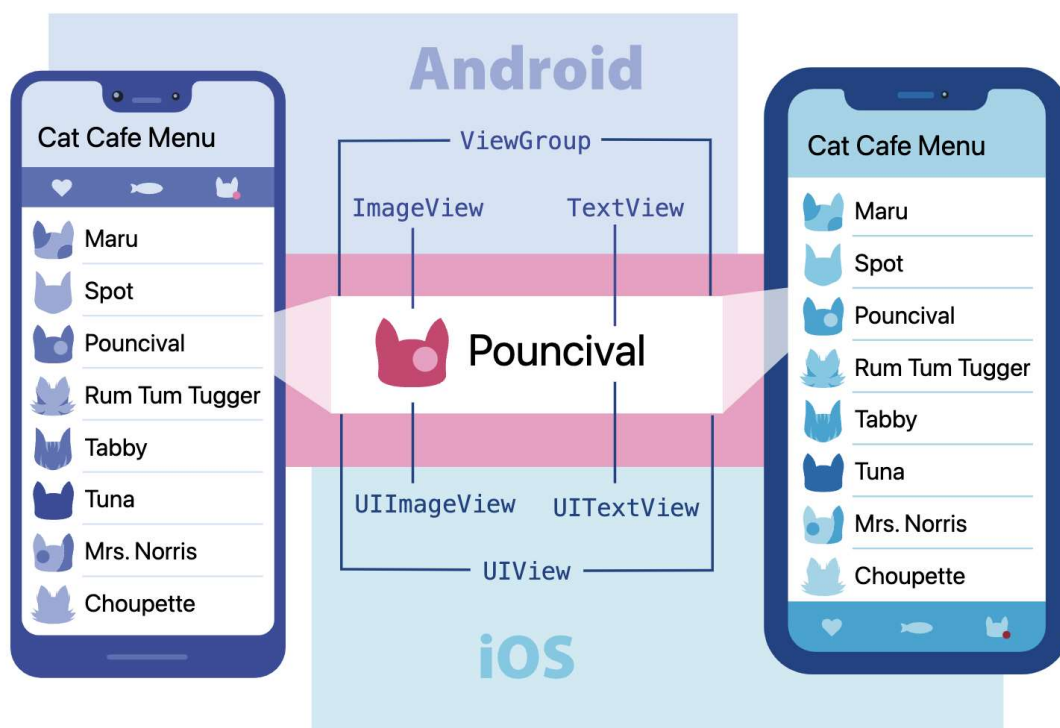 Android
Cat Cafe Menu
Maru
Spot
Pouncival
Rum Tum Tugger
Tabby
Tuna
Mrs. Norris
Choupette
ViewGroup
ImageView TextView
Pouncival
UIImageView UITextView
UIView
iOS
Cat Cafe Menu
Maru
Spot
Pouncival
Rum Tum Tugger
Tabby
Tuna
Mrs. Norris
Choupette